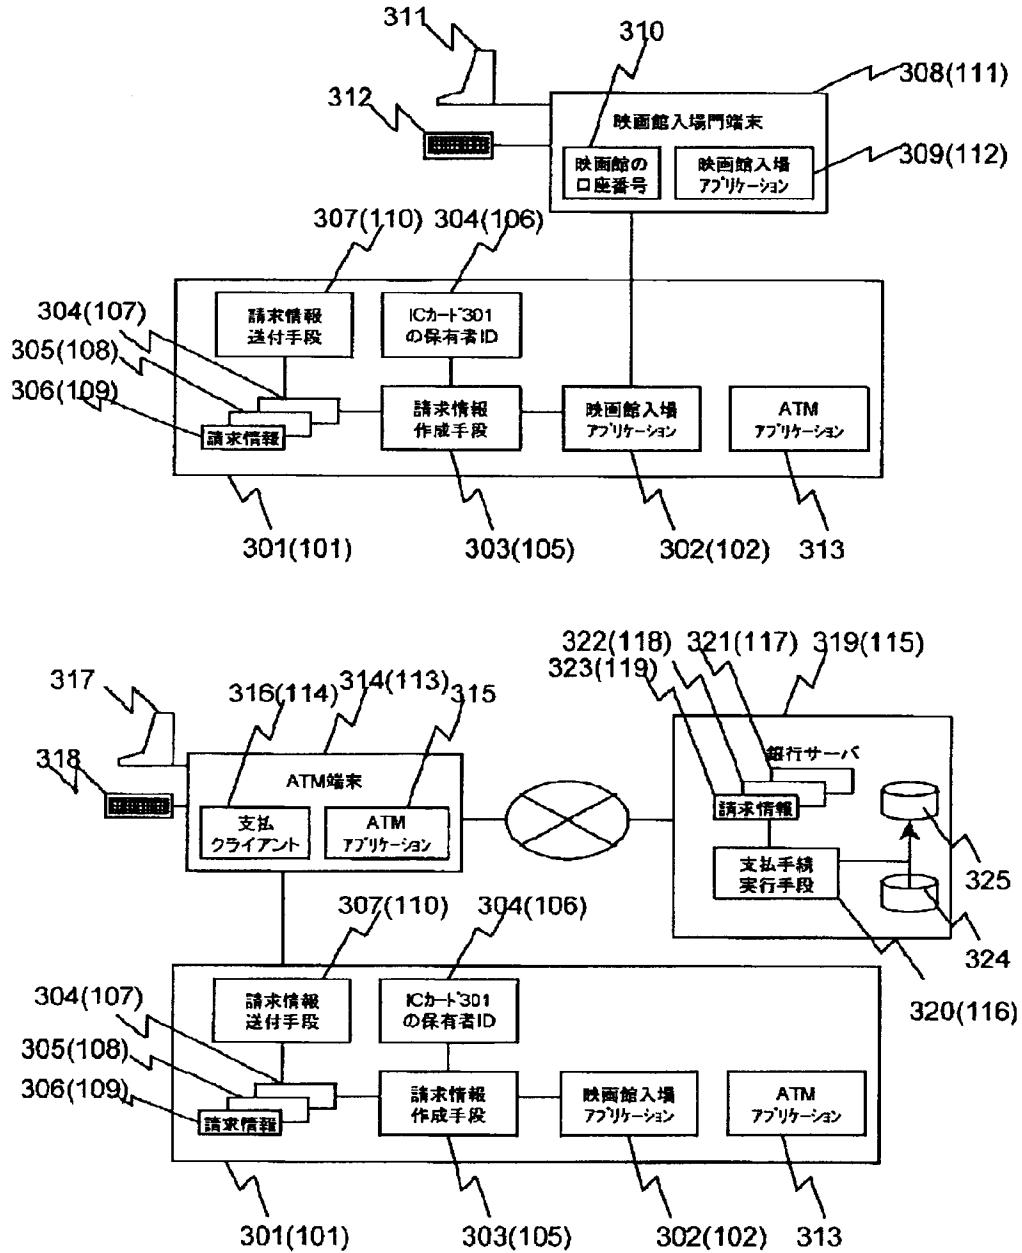 311
310
308(111)
312
映画館入場門端末
309(112)
映画館の
口座番号
映画館入場
アプリケーション
307(110)
304(106)
304(107)
請求情報
送付手段
ICカード301
の保有者ID
305(108)
306(109)
請求情報
請求情報
作成手段
映画館入場
アプリケーション
ATM
アプリケーション
301(101)
303(105)
302(102)
313
322(118)
321(117)
319(115)
323(119)
317
316(114)
314(113)
315
318
ATM端末
銀行サーバ
支払
クライアント
ATM
アプリケーション
請求情報
支払手続
実行手段
325
324
320(116)
307(110)
304(106)
304(107)
請求情報
送付手段
ICカード301
の保有者ID
305(108)
306(109)
請求情報
請求情報
作成手段
映画館入場
アプリケーション
ATM
アプリケーション
301(101)
303(105)
302(102)
313